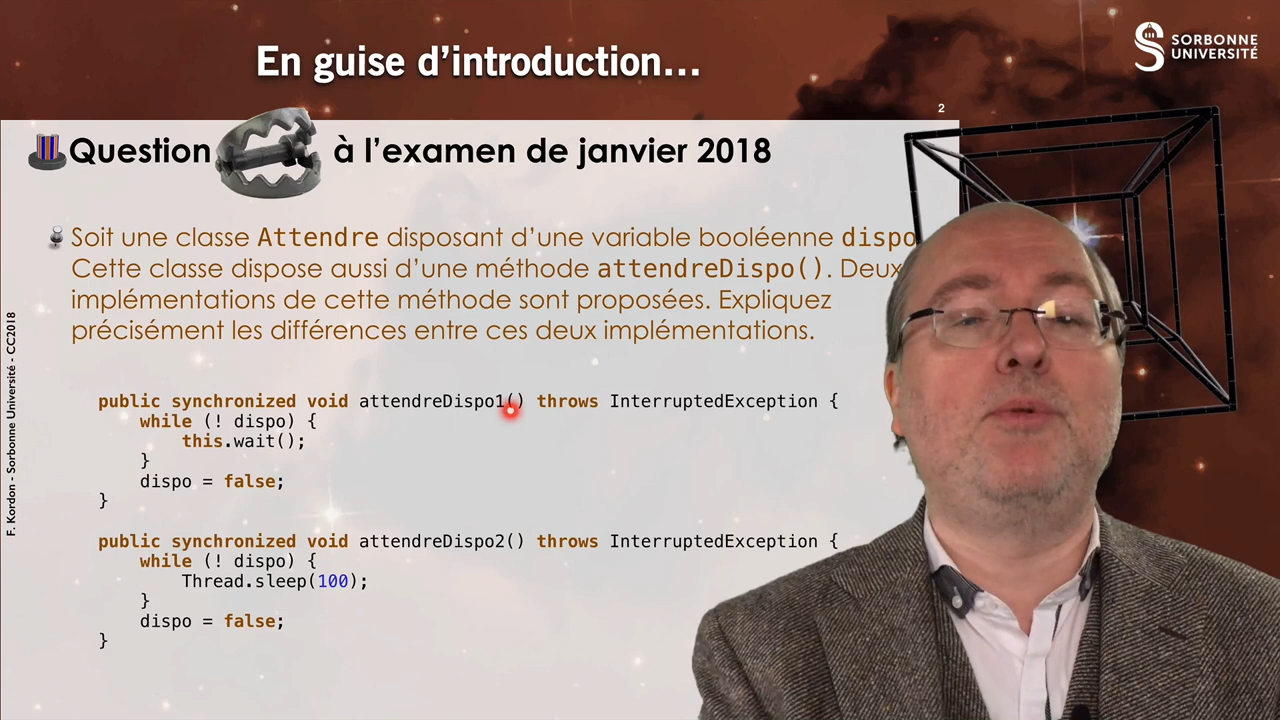 En guise d'introduction...
SORBONNE
UNIVERSITÉ
2
Question à l'examen de janvier 2018
Soit une classe Attendre disposant d'une variable booléenne dispo
Cette classe dispose aussi d'une méthode attendreDispo(). Deux
implémentations de cette méthode sont proposées. Expliquez
précisément les différences entre ces deux implémentations.
public synchronized void attendreDispo1() throws InterruptedException {
while (! dispo) {
this.wait();
}
dispo = false;
}
public synchronized void attendreDispo2() throws InterruptedException {
while (! dispo) {
Thread.sleep(100);
}
dispo = false;
}
F. Kordon - Sorbonne Université - CC2018